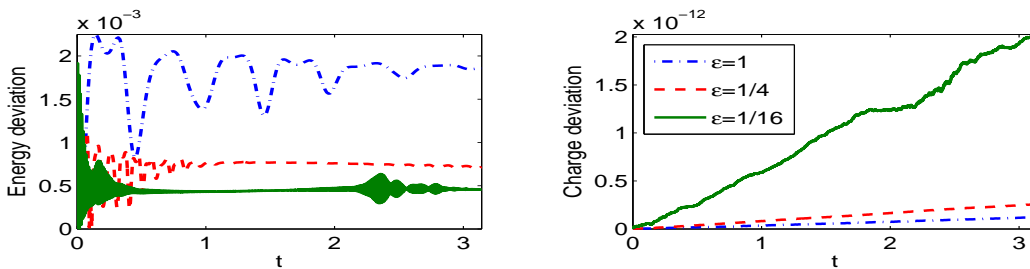 x 10⁻³
Energy deviation
2
1.5
1
0.5
0
0
1
2
3
t
x 10⁻¹²
Charge deviation
2
1.5
1
0.5
0
0
1
2
3
t
ε=1
ε=1/4
ε=1/16